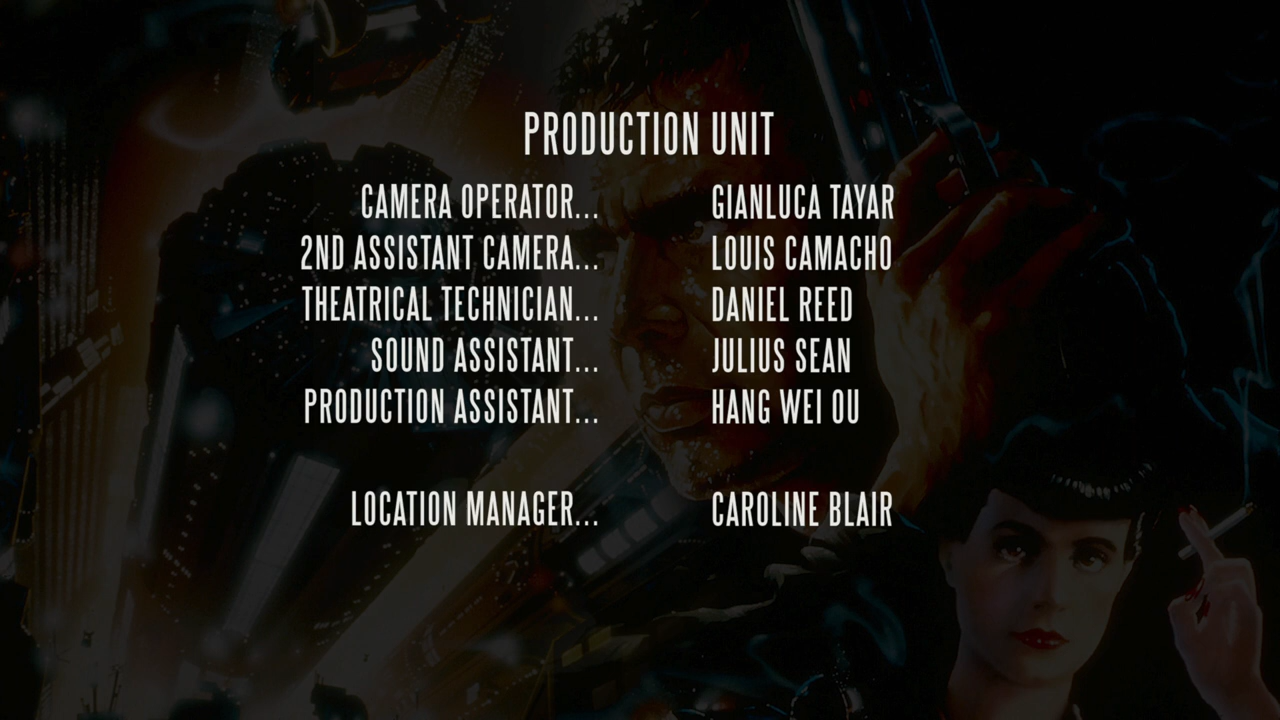 PRODUCTION UNIT
CAMERA OPERATOR... GIANLUCA TAYAR
2ND ASSISTANT CAMERA... LOUIS CAMACHO
THEATRICAL TECHNICIAN... DANIEL REED
SOUND ASSISTANT... JULIUS SEAN
PRODUCTION ASSISTANT... HANG WEI OU
LOCATION MANAGER... CAROLINE BLAIR